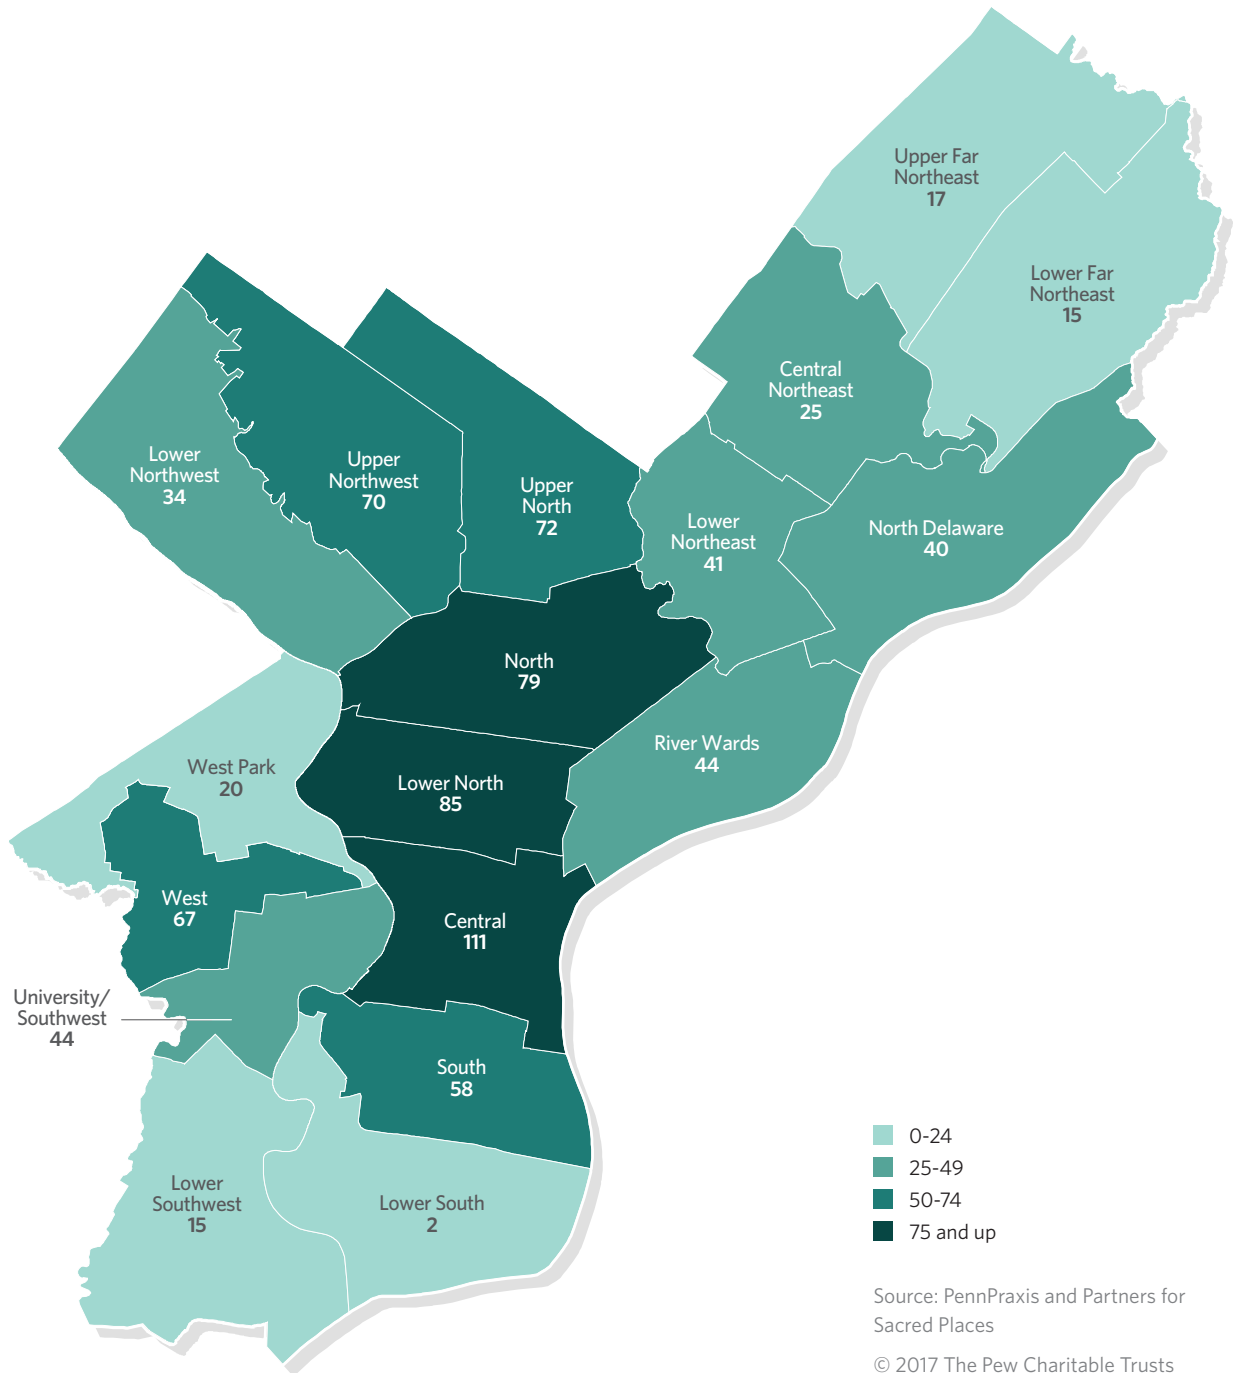 Upper Far
Northeast
17
Lower Far
Northeast
15
Central
Northeast
25
Lower
Northwest
34
Upper
Northwest
70
Upper
North
72
Lower
Northeast
41
North Delaware
40
North
79
River Wards
44
West Park
20
Lower North
85
West
67
Central
111
University/
Southwest
44
South
58
Lower
Southwest
15
Lower South
2
0-24
25-49
50-74
75 and up
Source: PennPraxis and Partners for
Sacred Places
© 2017 The Pew Charitable Trusts